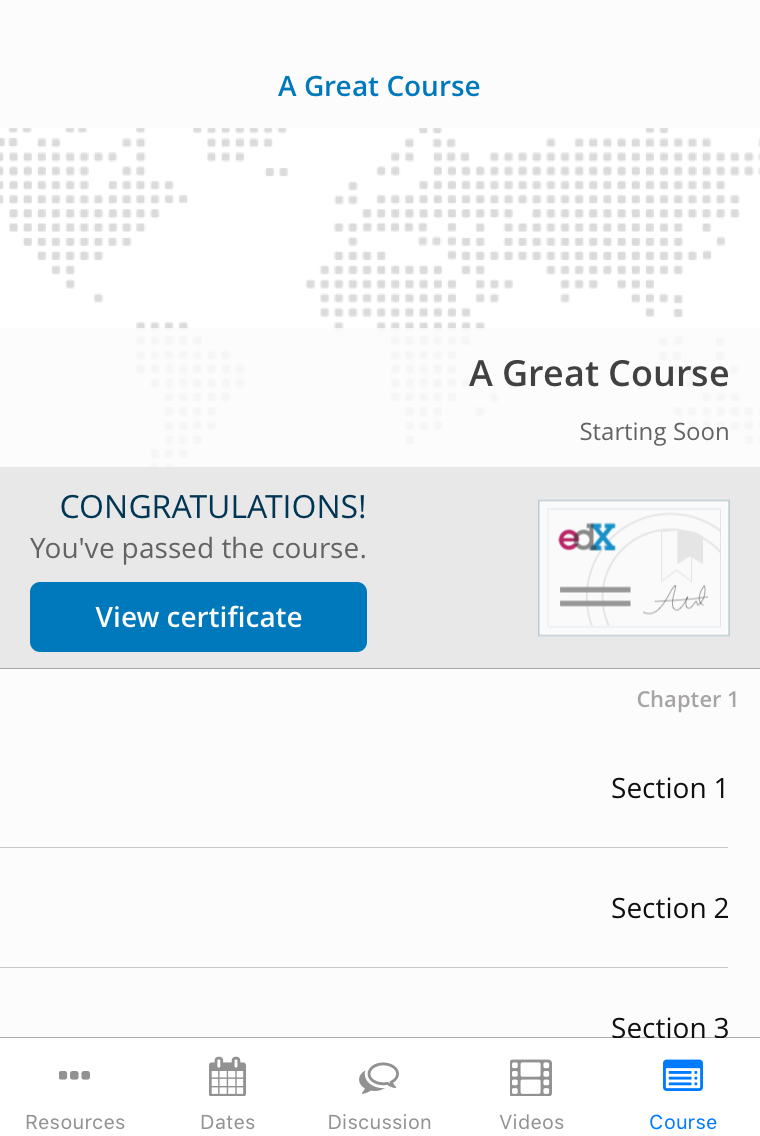 A Great Course
A Great Course
Starting Soon
CONGRATULATIONS!
You've passed the course.
View certificate
edX
Chapter 1
Section 1
Section 2
Section 3
Resources
Dates
Discussion
Videos
Course